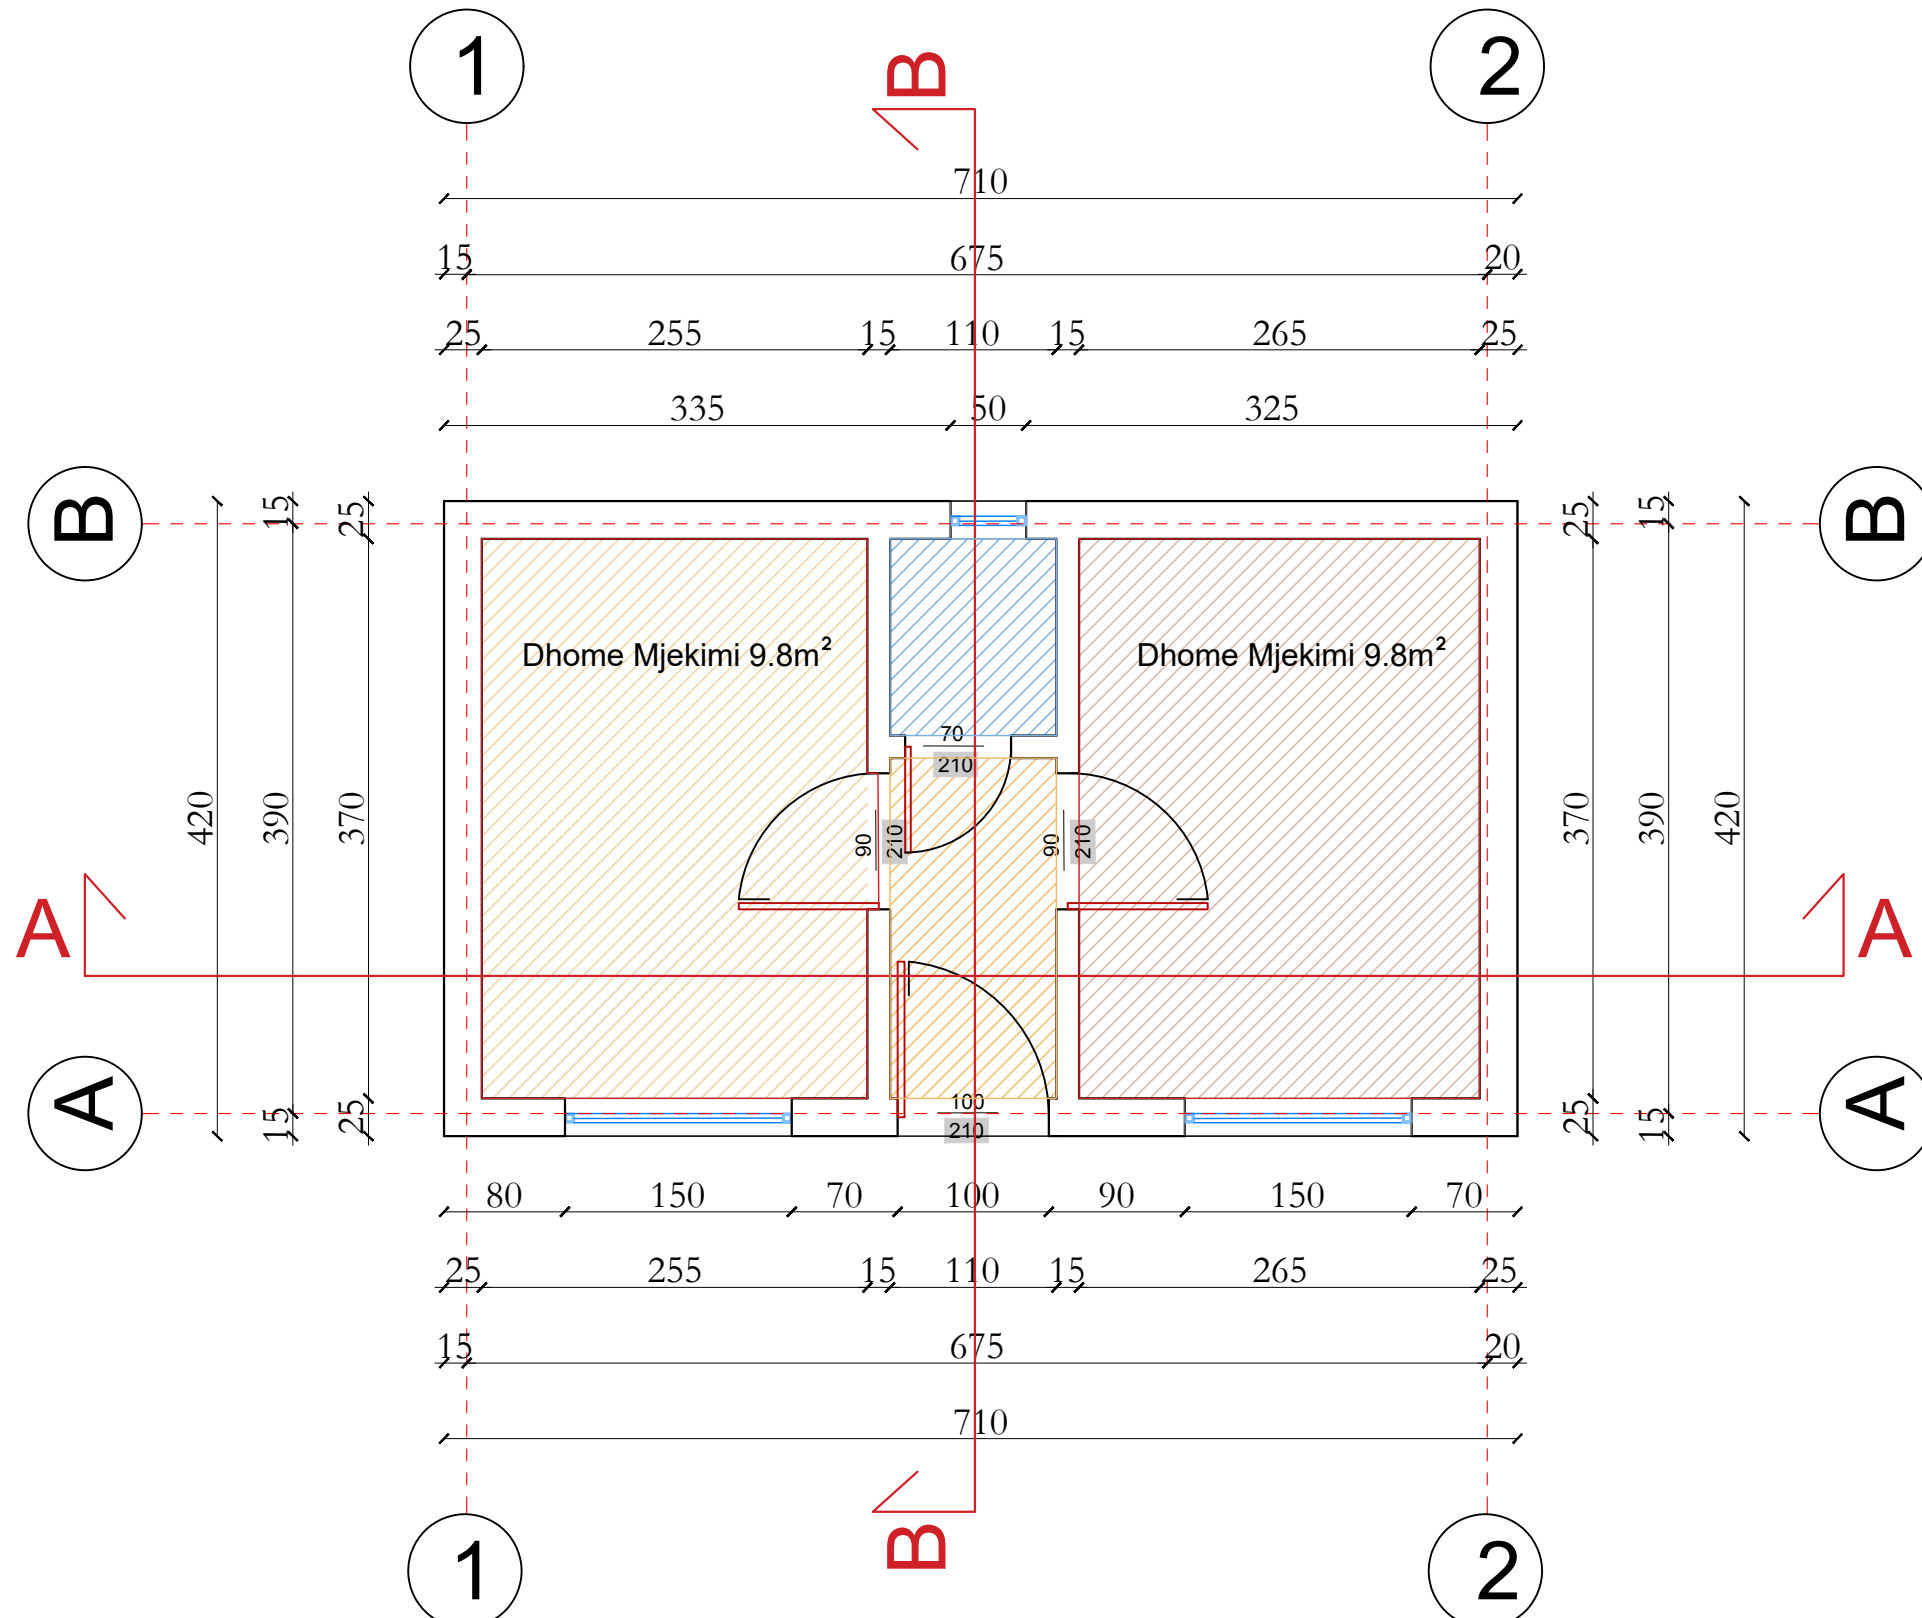 1 B 2
710
15 675 20
25 255 15 110 15 265 25
335 50 325
B 15 25 25 15 B
Dhome Mjekimi 9.8m² Dhome Mjekimi 9.8m²
70
210
420 390 370 90 210 90 210 370 390 420
A A
A 15 25 100 25 15 A
210
80 150 70 100 90 150 70
25 255 15 110 15 265 25
15 675 20
710
1 B 2